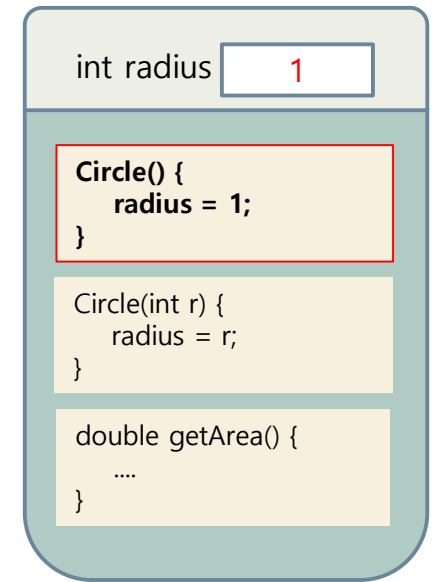 int radius 1
Circle() {
radius = 1;
}
Circle(int r) {
radius = r;
}
double getArea() {
....
}